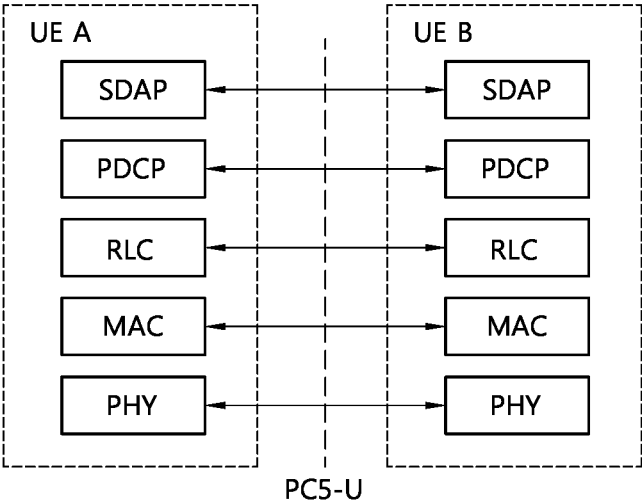 UE A
UE B
SDAP
SDAP
PDCP
PDCP
RLC
RLC
MAC
MAC
PHY
PHY
PC5-U